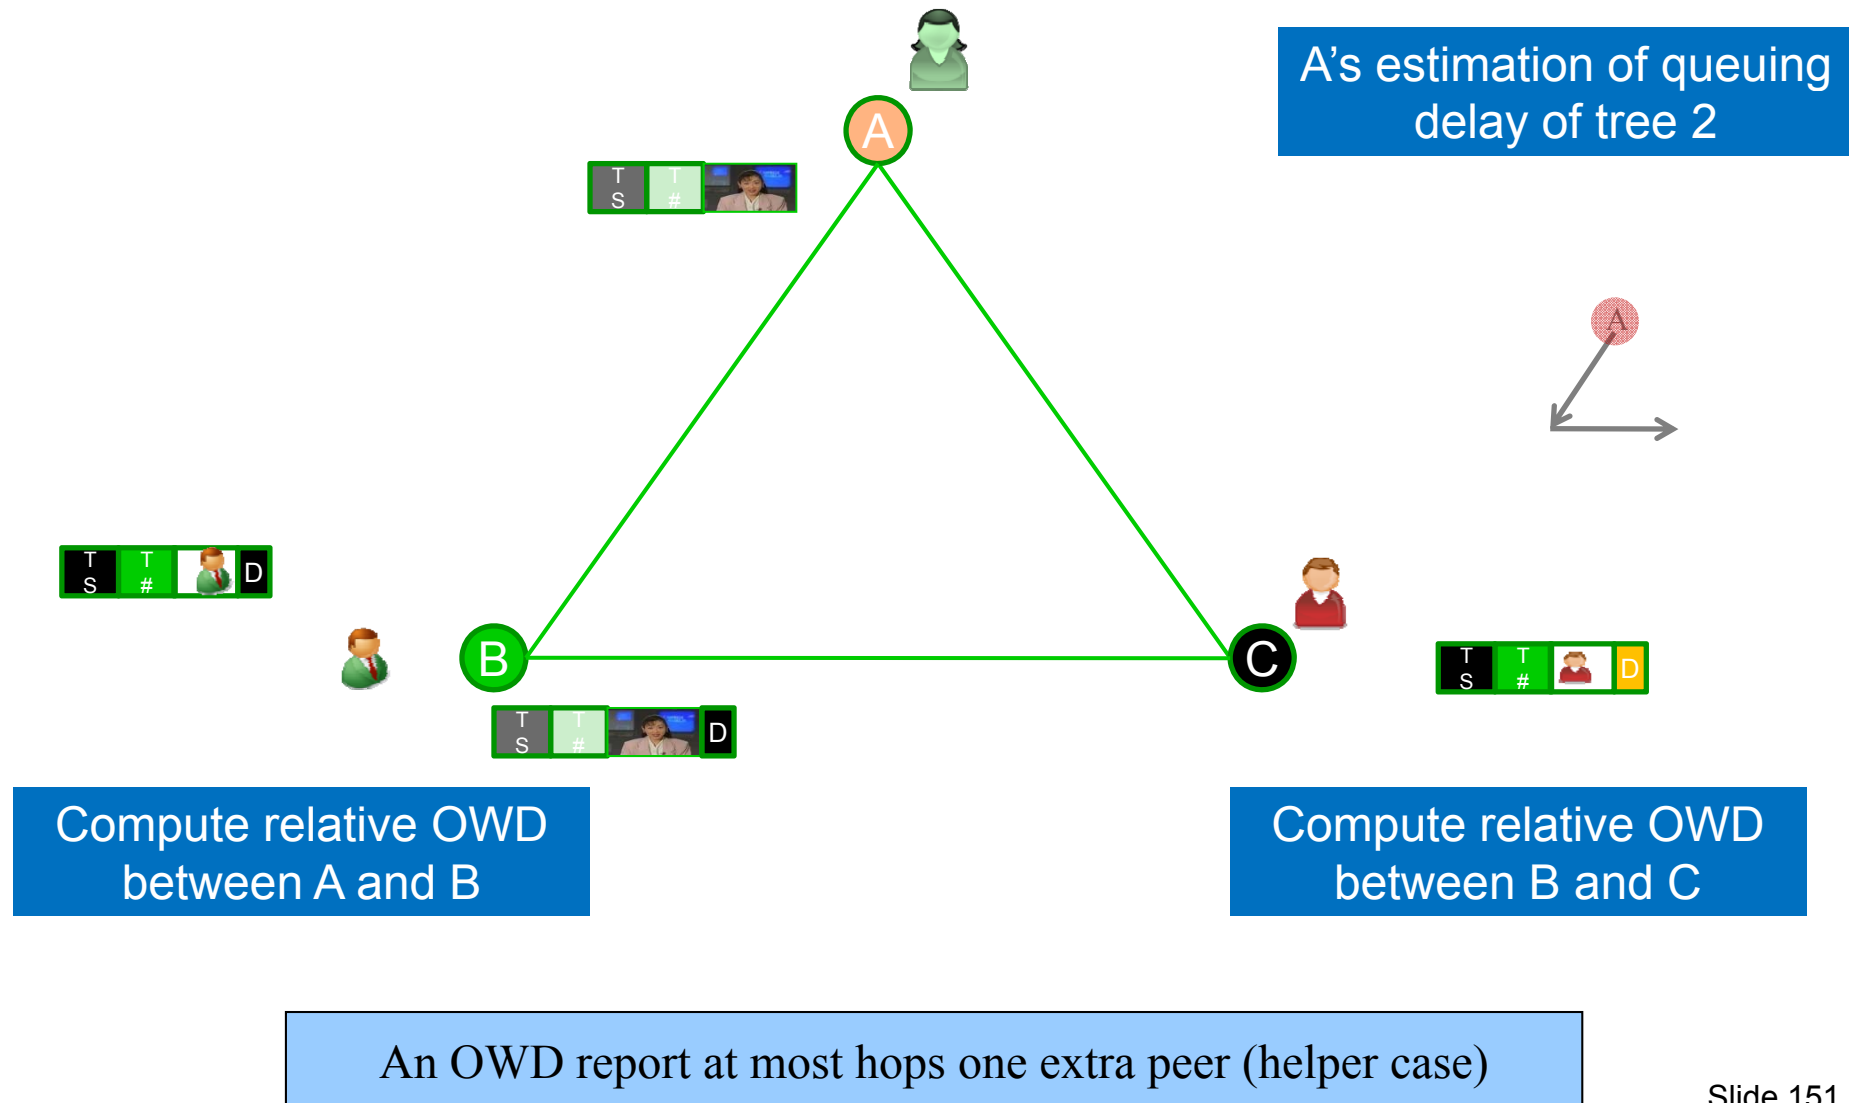 A's estimation of queuing
delay of tree 2
A
T
S
T
#
A
T
S
T
#
D
B
C
T
S
T
#
D
T
S
T
#
D
Compute relative OWD
between A and B
Compute relative OWD
between B and C
An OWD report at most hops one extra peer (helper case)
Slide 151